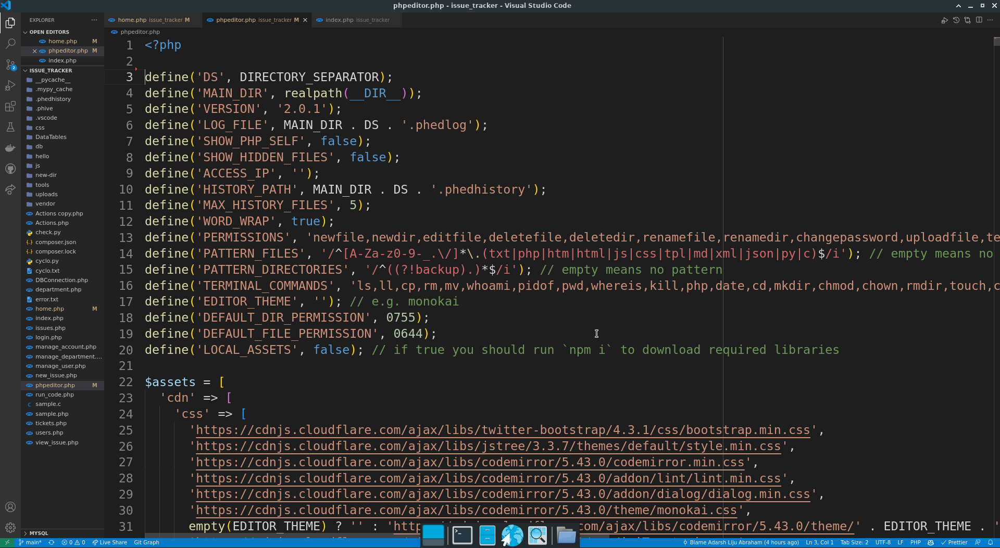 phpeditor.php - issue_tracker - Visual Studio Code
EXPLORER
OPEN EDITORS
home.php M
phpeditor.php M
index.php
ISSUE_TRACKER
__pycache__
.mypy_cache
.phedhistory
.phive
.vscode
css
DataTables
db
hello
js
new-dir
tools
uploads
vendor
Actions copy.php
Actions.php
check.py
composer.json
composer.lock
cyclo.py
cyclo.txt
DBConnection.php
department.php
error.txt
home.php M
index.php
issues.php
login.php
manage_account.php
manage_department....
manage_user.php
new_issue.php
phpeditor.php M
run_code.php
sample.c
sample.php
tickets.php
users.php
view_issue.php
MYSQL
home.php issue_tracker M
phpeditor.php issue_tracker M
index.php issue_tracker
phpeditor.php
1 <?php
2
3 define('DS', DIRECTORY_SEPARATOR);
4 define('MAIN_DIR', realpath(__DIR__));
5 define('VERSION', '2.0.1');
6 define('LOG_FILE', MAIN_DIR . DS . '.phedlog');
7 define('SHOW_PHP_SELF', false);
8 define('SHOW_HIDDEN_FILES', false);
9 define('ACCESS_IP', '');
10 define('HISTORY_PATH', MAIN_DIR . DS . '.phedhistory');
11 define('MAX_HISTORY_FILES', 5);
12 define('WORD_WRAP', true);
13 define('PERMISSIONS', 'newfile,newdir,editfile,deletefile,deletedir,renamefile,renamedir,changepassword,uploadfile,te
14 define('PATTERN_FILES', '/^[A-Za-z0-9-_.\/]*\.(txt|php|htm|html|js|css|tpl|md|xml|json|py|c)$/i'); // empty means no
15 define('PATTERN_DIRECTORIES', '/^((?!backup).)*$/i'); // empty means no pattern
16 define('TERMINAL_COMMANDS', 'ls,ll,cp,rm,mv,whoami,pidof,pwd,whereis,kill,php,date,cd,mkdir,chmod,chown,rmdir,touch,c
17 define('EDITOR_THEME', ''); // e.g. monokai
18 define('DEFAULT_DIR_PERMISSION', 0755);
19 define('DEFAULT_FILE_PERMISSION', 0644);
20 define('LOCAL_ASSETS', false); // if true you should run `npm i` to download required libraries
21
22 $assets = [
23 'cdn' => [
24 'css' => [
25 'https://cdnjs.cloudflare.com/ajax/libs/twitter-bootstrap/4.3.1/css/bootstrap.min.css',
26 'https://cdnjs.cloudflare.com/ajax/libs/jstree/3.3.7/themes/default/style.min.css',
27 'https://cdnjs.cloudflare.com/ajax/libs/codemirror/5.43.0/codemirror.min.css',
28 'https://cdnjs.cloudflare.com/ajax/libs/codemirror/5.43.0/addon/lint/lint.min.css',
29 'https://cdnjs.cloudflare.com/ajax/libs/codemirror/5.43.0/addon/dialog/dialog.min.css',
30 'https://cdnjs.cloudflare.com/ajax/libs/codemirror/5.43.0/theme/monokai.css',
31 empty(EDITOR_THEME) ? '' : 'http com/ajax/libs/codemirror/5.43.0/theme/' . EDITOR_THEME . '
2
main* 0 0 Live Share Git Graph
Blame Adarsh Liju Abraham (4 hours ago) Ln 3, Col 1 Tab Size: 2 UTF-8 LF PHP Prettier